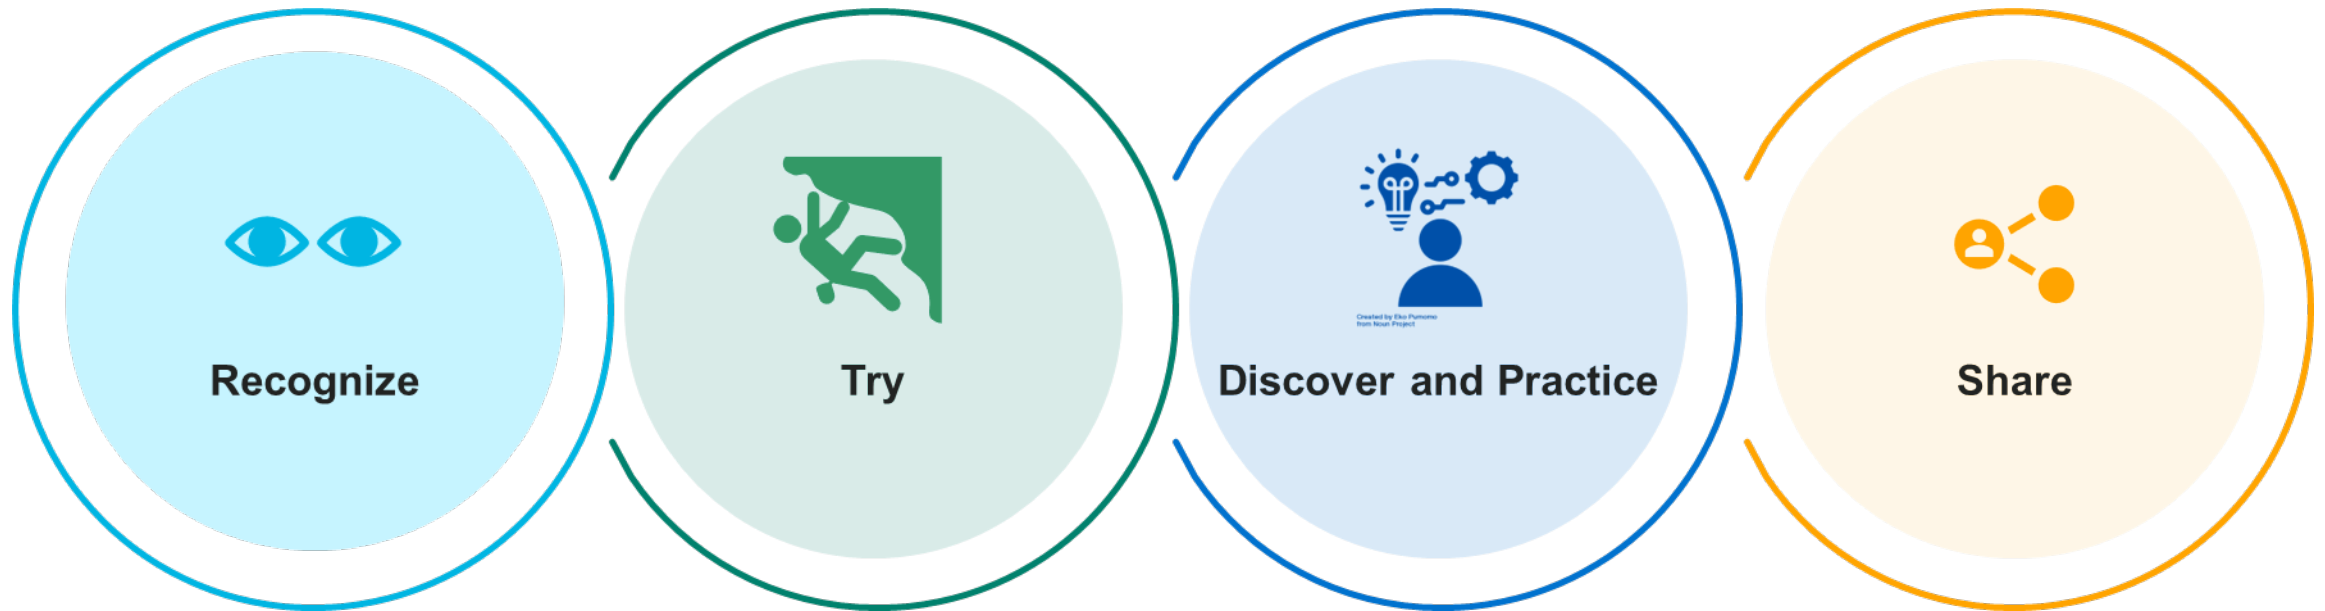 Created by Eko Purnomo
from Noun Project
Recognize
Try
Discover and Practice
Share